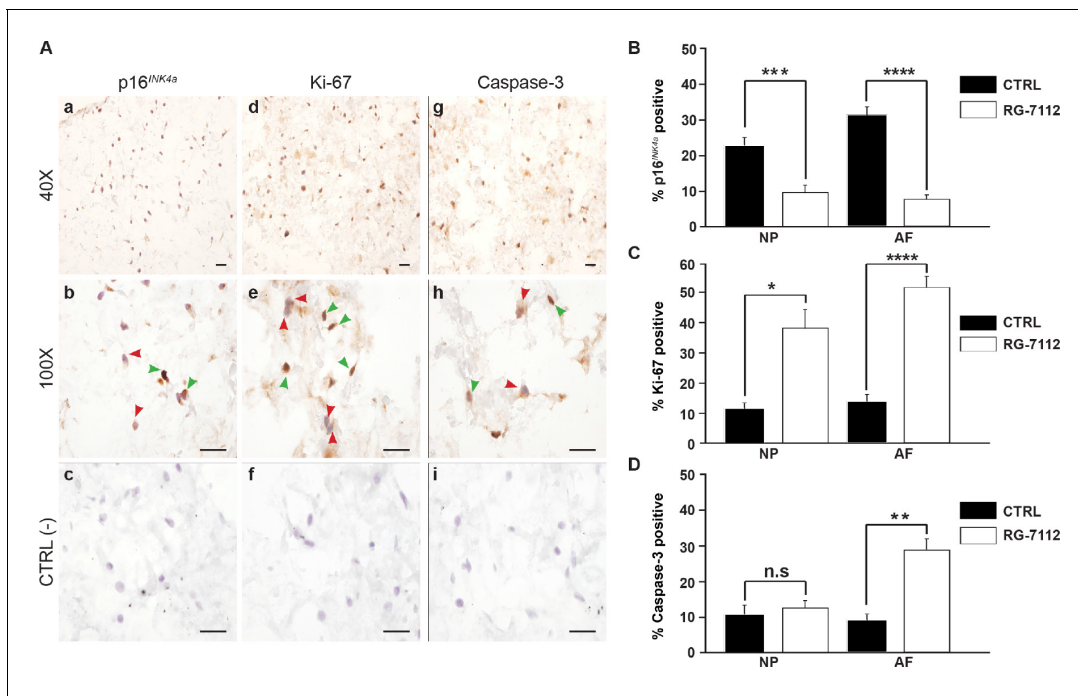 A
p16INK4a
Ki-67
Caspase-3
40X
100X
CTRL (-)
a
d
g
b
e
h
c
f
i
B
% p16INK4a positive
50
40
30
20
10
0
***
****
CTRL
RG-7112
NP
AF
C
% Ki-67 positive
60
50
40
30
20
10
0
*
****
CTRL
RG-7112
NP
AF
D
% Caspase-3 positive
50
40
30
20
10
0
n.s
**
CTRL
RG-7112
NP
AF